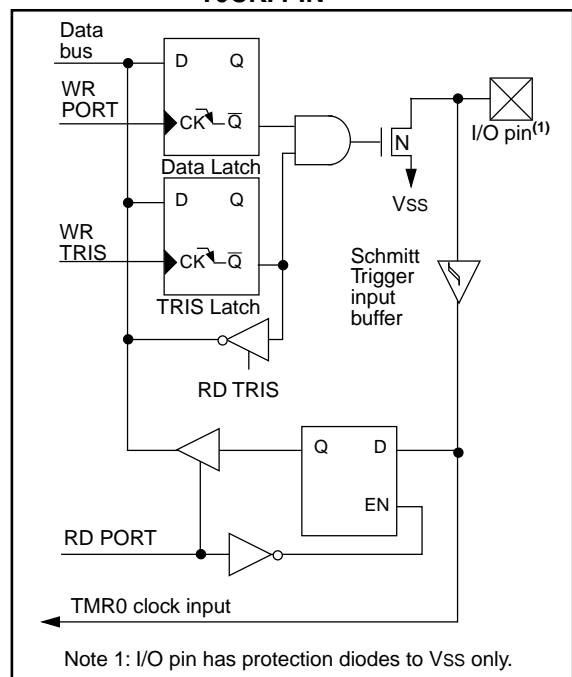 Data
bus
D Q
WR
PORT
CK Q
Data Latch
N
I/O pin(1)
VSS
D Q
WR
TRIS
CK Q
TRIS Latch
Schmitt
Trigger
input
buffer
RD TRIS
Q D
EN
RD PORT
TMR0 clock input
Note 1: I/O pin has protection diodes to VSS only.